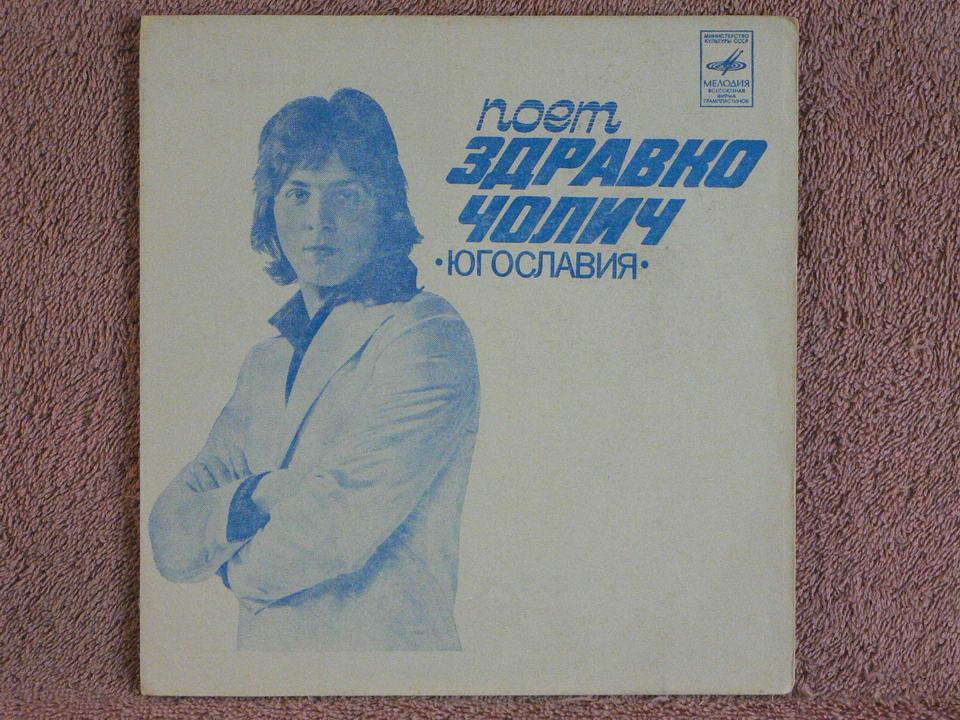 МИНИСТЕРСТВО
КУЛЬТУРЫ СССР
МЕЛОДИЯ
ВСЕСОЮЗНАЯ
ФИРМА
ГРАМПЛАСТИНОК
поет
ЗДРАВКО
ЧОЛИЧ
•ЮГОСЛАВИЯ•